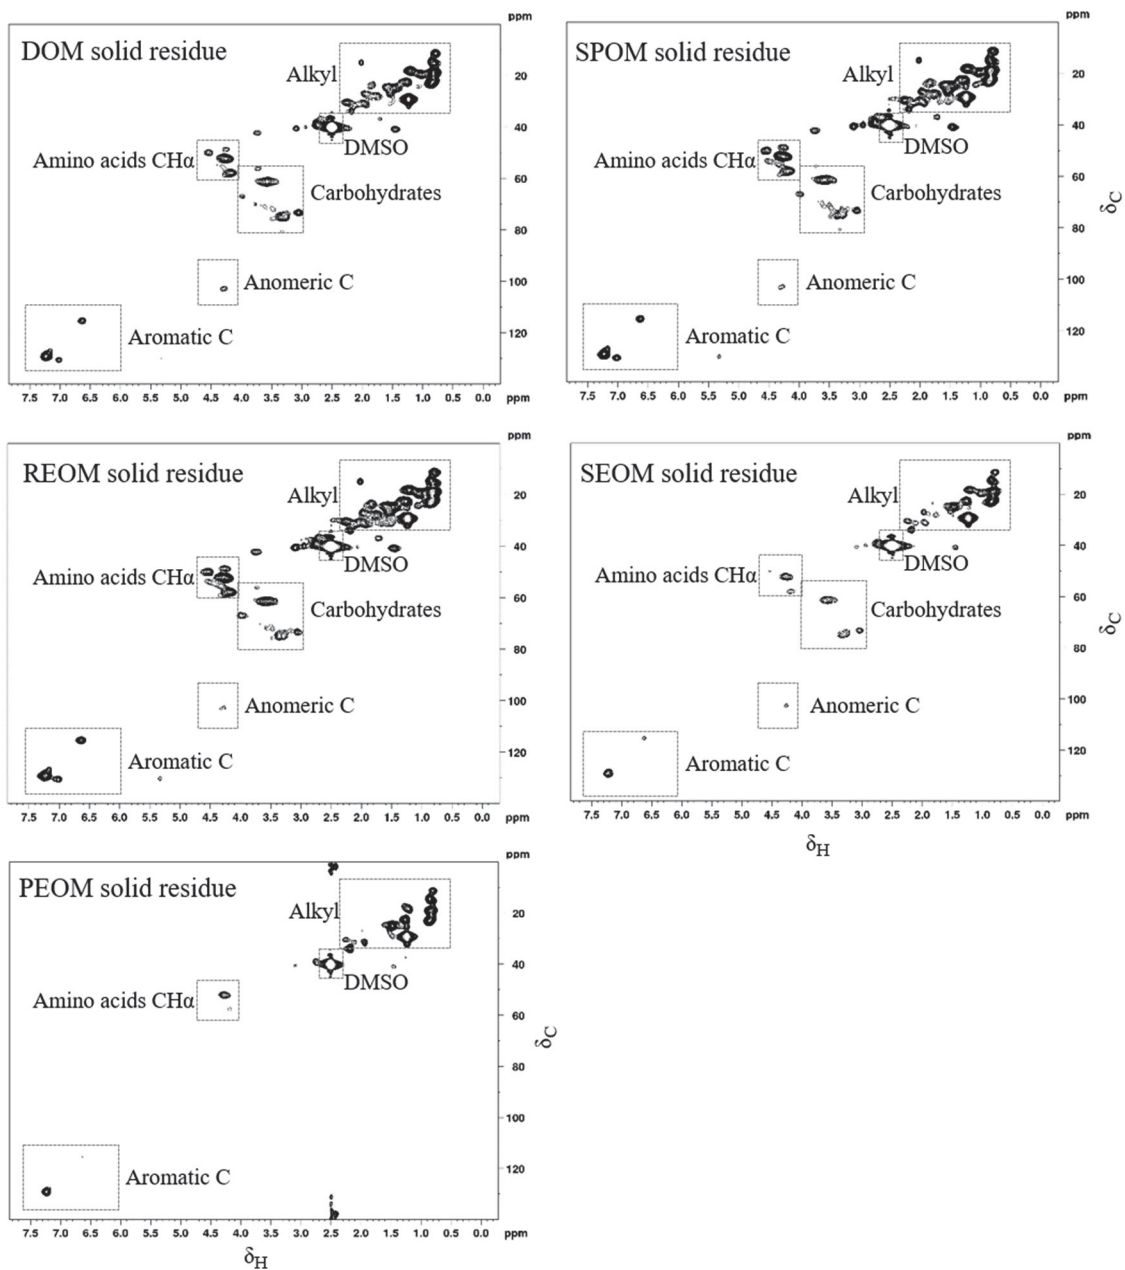 ppm
DOM solid residue
Alkyl
20
40
DMSO
Amino acids CHα
60
Carbohydrates
80
Anomeric C
100
Aromatic C
120
7.5 7.0 6.5 6.0 5.5 5.0 4.5 4.0 3.5 3.0 2.5 2.0 1.5 1.0 0.5 0.0 ppm
ppm
SPOM solid residue
Alkyl
20
40
DMSO
Amino acids CHα
60
Carbohydrates
δC
80
Anomeric C
100
Aromatic C
120
7.5 7.0 6.5 6.0 5.5 5.0 4.5 4.0 3.5 3.0 2.5 2.0 1.5 1.0 0.5 0.0 ppm
ppm
REOM solid residue
Alkyl
20
40
DMSO
Amino acids CHα
60
Carbohydrates
80
Anomeric C
100
Aromatic C
120
7.5 7.0 6.5 6.0 5.5 5.0 4.5 4.0 3.5 3.0 2.5 2.0 1.5 1.0 0.5 0.0 ppm
ppm
SEOM solid residue
Alkyl
20
40
DMSO
Amino acids CHα
60
Carbohydrates
δC
80
Anomeric C
100
Aromatic C
120
7.5 7.0 6.5 6.0 5.5 5.0 4.5 4.0 3.5 3.0 2.5 2.0 1.5 1.0 0.5 0.0 ppm
δH
ppm
PEOM solid residue
Alkyl
20
40
DMSO
Amino acids CHα
60
δC
80
100
Aromatic C
120
7.5 7.0 6.5 6.0 5.5 5.0 4.5 4.0 3.5 3.0 2.5 2.0 1.5 1.0 0.5 0.0 ppm
δH